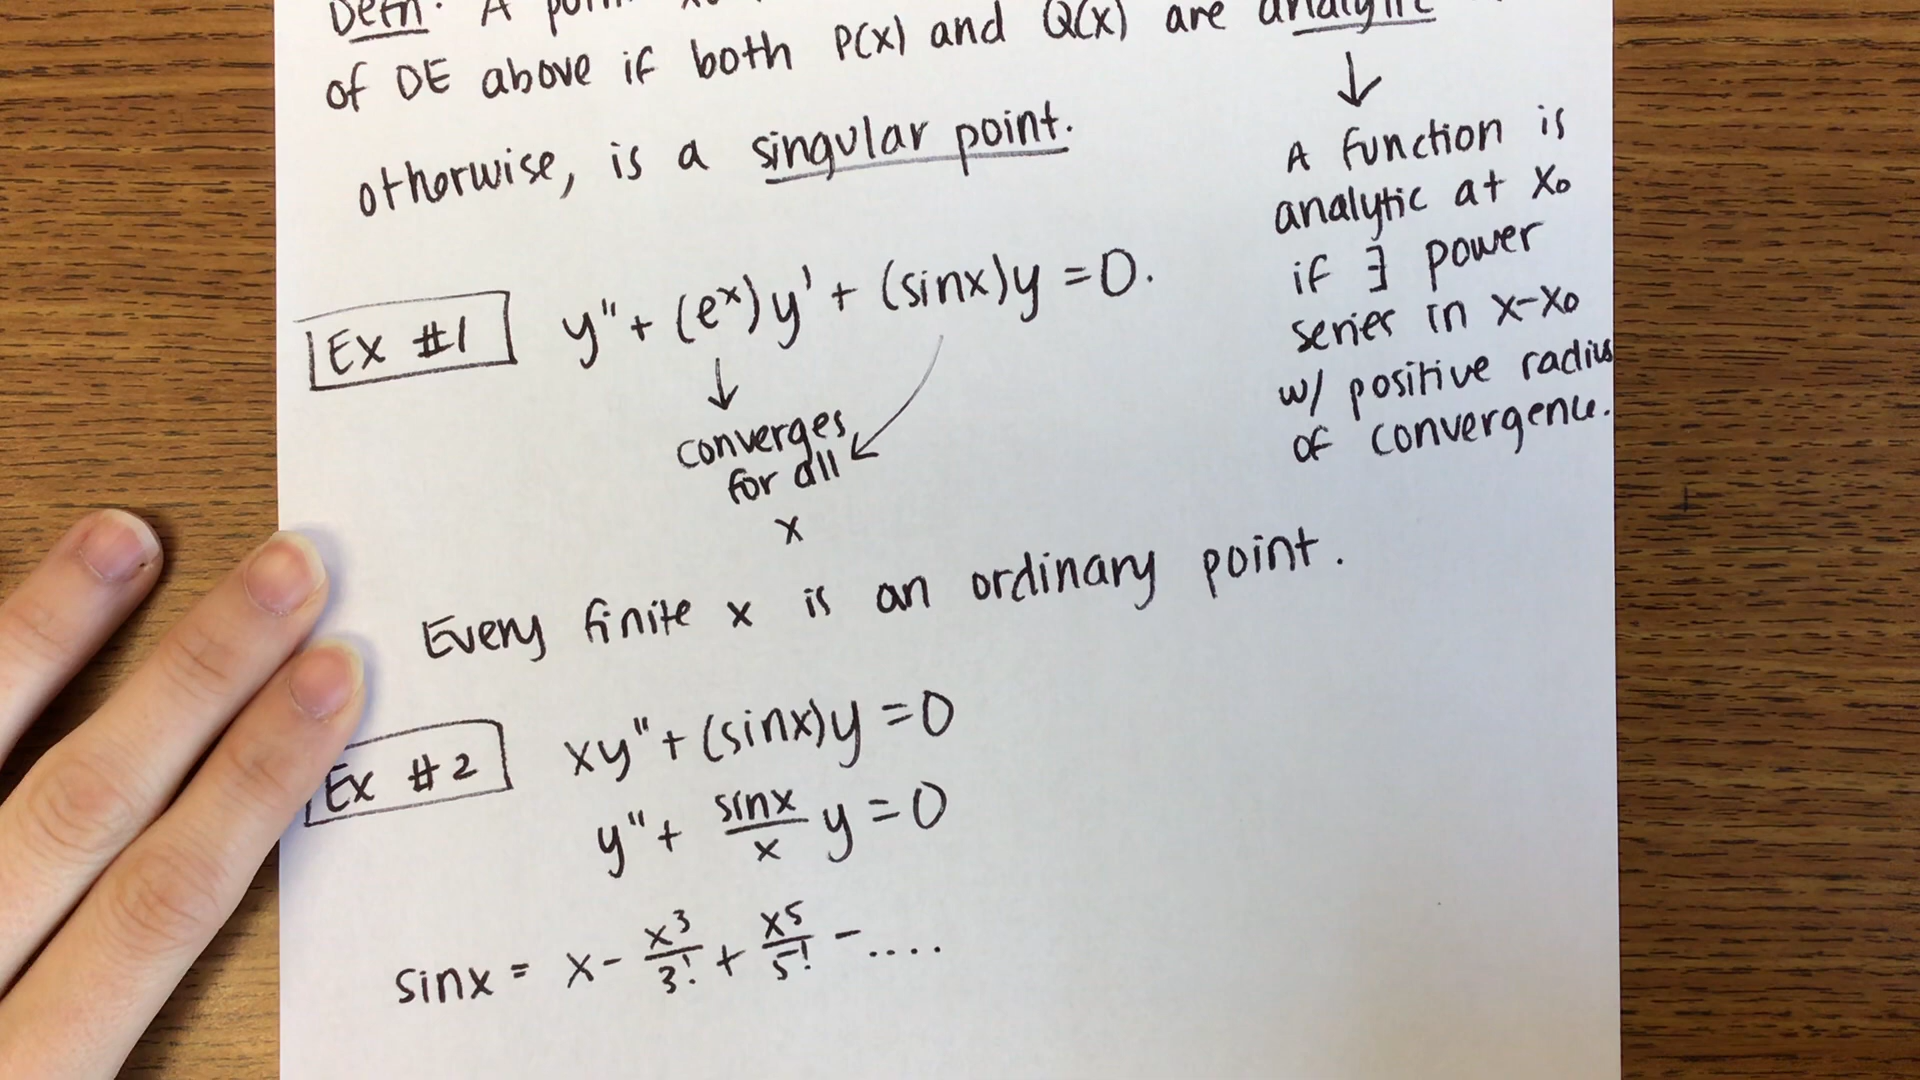 Defn: A
of DE above if both P(x) and Q(x) are analytic
otherwise, is a singular point.
↓
A function is
analytic at x₀
if ∃ power
series in x-x₀
w/ positive radius
of convergence.
Ex #1 y" + (eˣ)y' + (sinx)y = 0.
↓
converges
for all
x
Every finite x is an ordinary point.
Ex #2 xy" + (sinx)y = 0
y" + sinx/x y = 0
sinx = x - x³/3! + x⁵/5! - ....